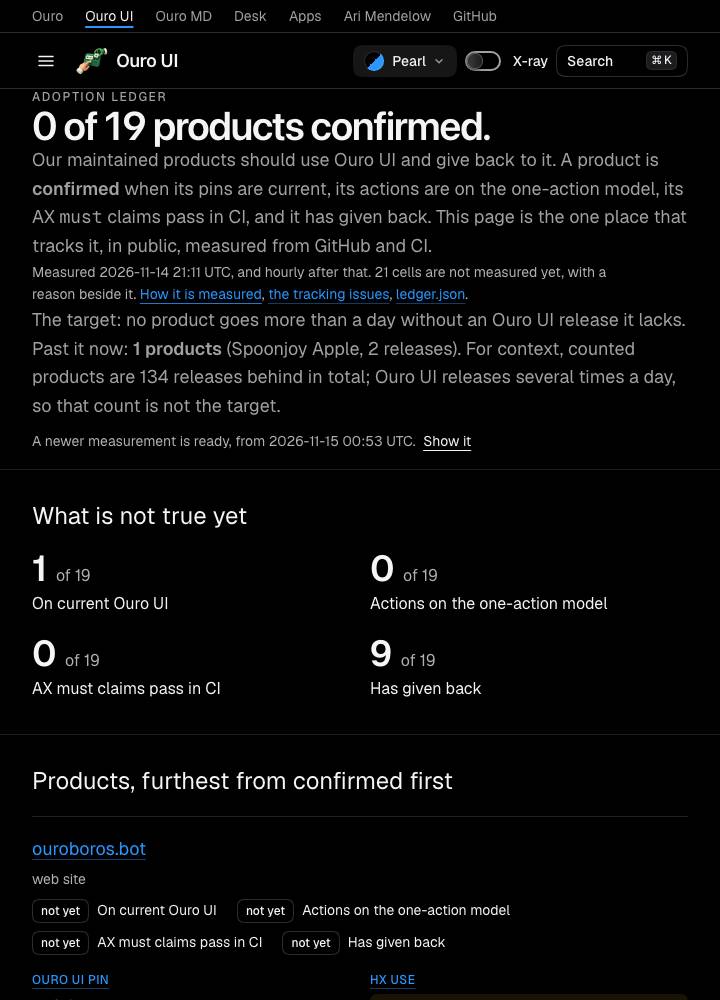 Ouro Ouro UI Ouro MD Desk Apps Ari Mendelow GitHub
Ouro UI Pearl X-ray Search ⌘ K
ADOPTION LEDGER
0 of 19 products confirmed.
Our maintained products should use Ouro UI and give back to it. A product is
confirmed when its pins are current, its actions are on the one-action model, its
AX must claims pass in CI, and it has given back. This page is the one place that
tracks it, in public, measured from GitHub and CI.
Measured 2026-11-14 21:11 UTC, and hourly after that. 21 cells are not measured yet, with a
reason beside it. How it is measured, the tracking issues, ledger.json.
The target: no product goes more than a day without an Ouro UI release it lacks.
Past it now: 1 products (Spoonjoy Apple, 2 releases). For context, counted
products are 134 releases behind in total; Ouro UI releases several times a day,
so that count is not the target.
A newer measurement is ready, from 2026-11-15 00:53 UTC. Show it
What is not true yet
1 of 19
On current Ouro UI
0 of 19
Actions on the one-action model
0 of 19
AX must claims pass in CI
9 of 19
Has given back
Products, furthest from confirmed first
ouroboros.bot
web site
not yet On current Ouro UI not yet Actions on the one-action model
not yet AX must claims pass in CI not yet Has given back
OURO UI PIN HX USE